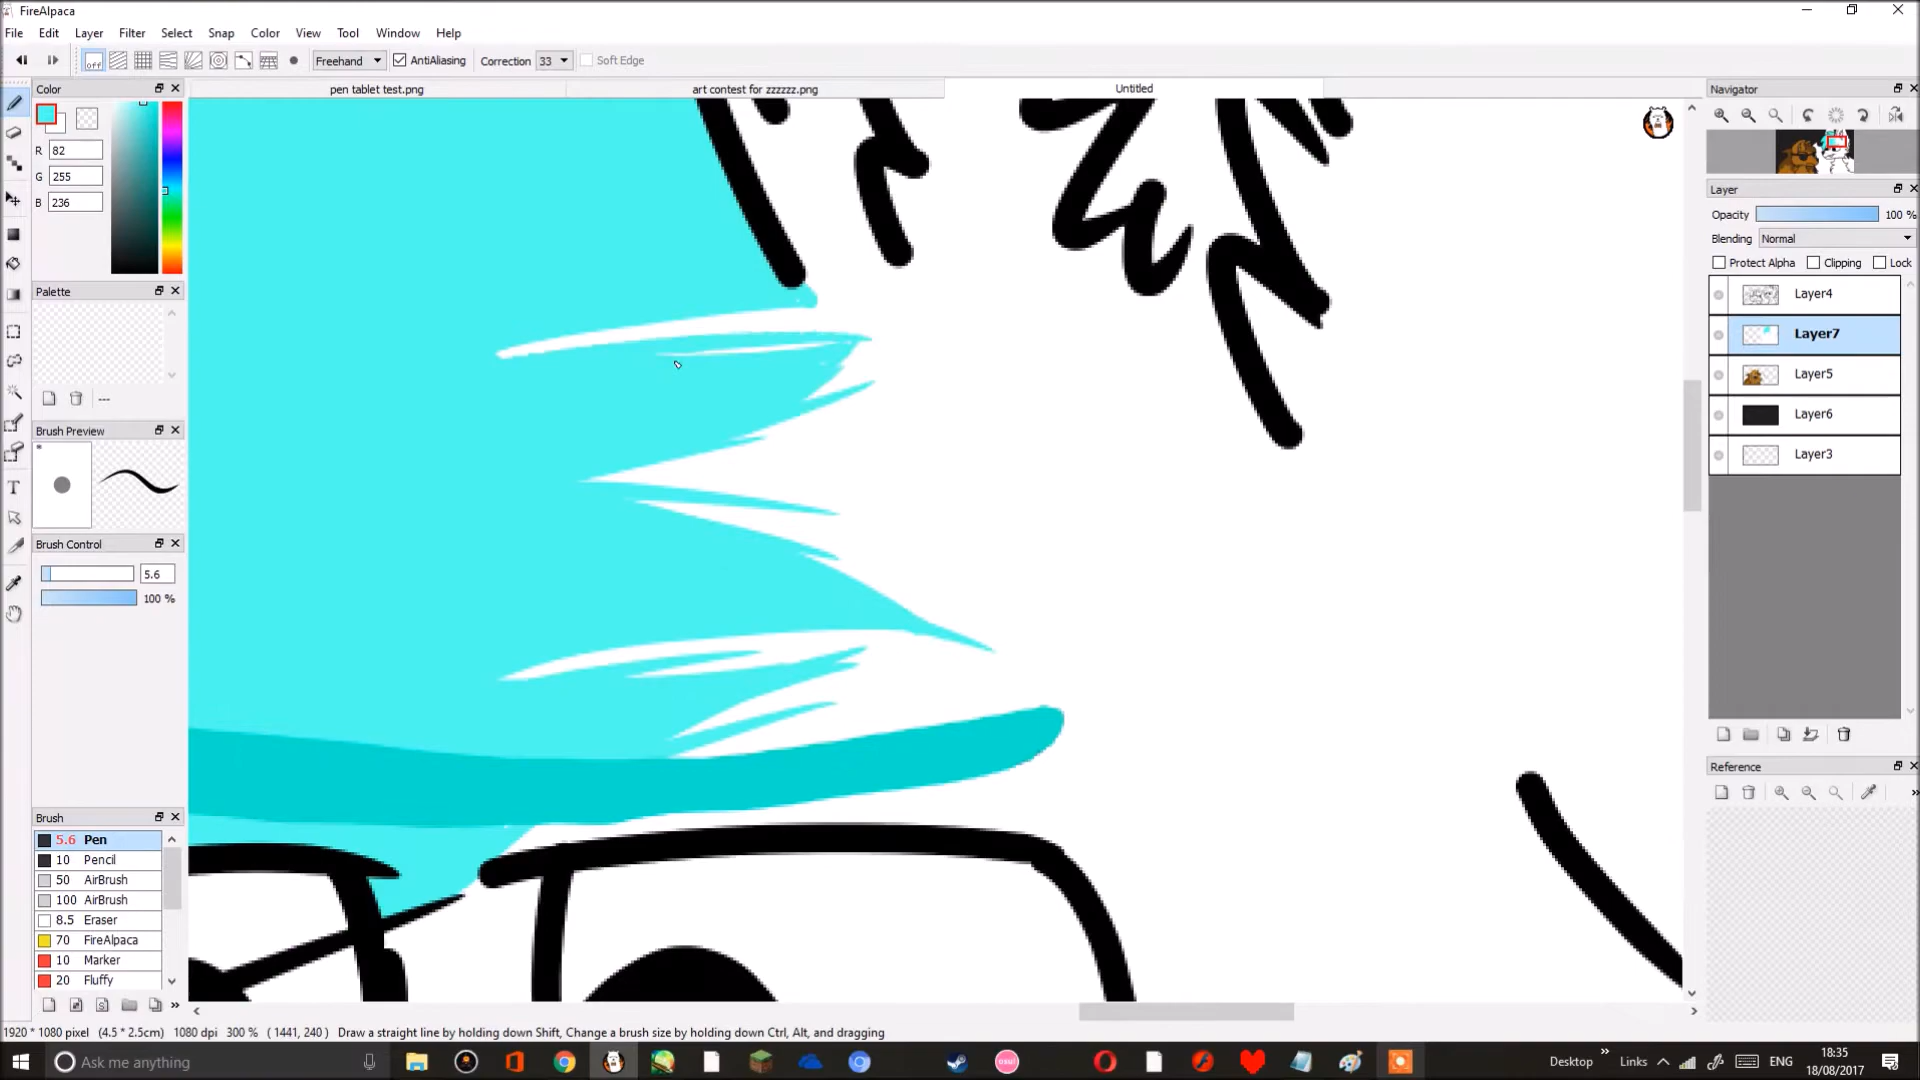 FireAlpaca
File Edit Layer Filter Select Snap Color View Tool Window Help
off Freehand AntiAliasing Correction 33 Soft Edge
Color
pen tablet test.png art contest for zzzzzz.png Untitled
Navigator
R 82
G 255
B 236
Layer
Opacity 100 %
Blending Normal
Protect Alpha Clipping Lock
Layer4
Layer7
Layer5
Layer6
Layer3
Palette
---
Brush Preview
Brush Control
5.6
100 %
Reference
Brush
5.6 Pen
10 Pencil
50 AirBrush
100 AirBrush
8.5 Eraser
70 FireAlpaca
10 Marker
20 Fluffy
1920 * 1080 pixel (4.5 * 2.5cm) 1080 dpi 300 % ( 1441, 240 ) Draw a straight line by holding down Shift, Change a brush size by holding down Ctrl, Alt, and dragging
Ask me anything
osu!
Desktop Links ENG
18:35
18/08/2017